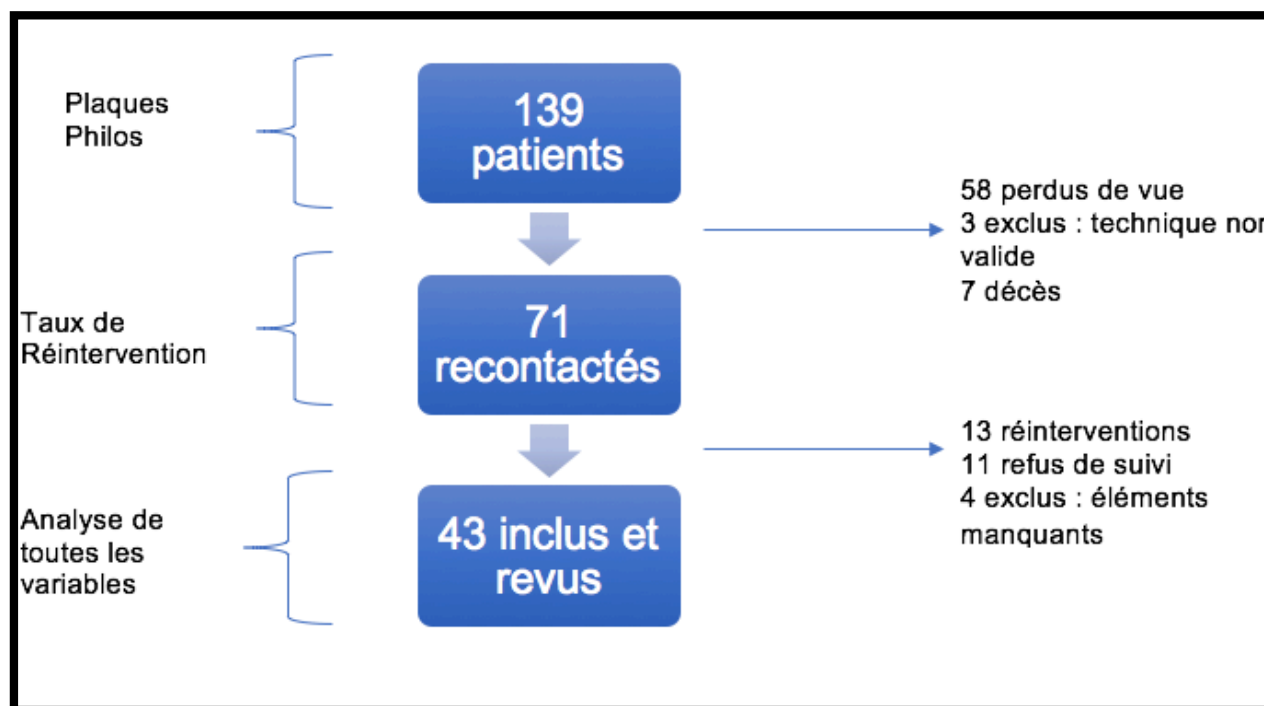 Plaques
Philos
139
patients
58 perdus de vue
3 exclus : technique nor
valide
7 décès
Taux de
Réintervention
71
recontactés
13 réinterventions
11 refus de suivi
4 exclus : éléments
manquants
Analyse de
toutes les
variables
43 inclus et
revus